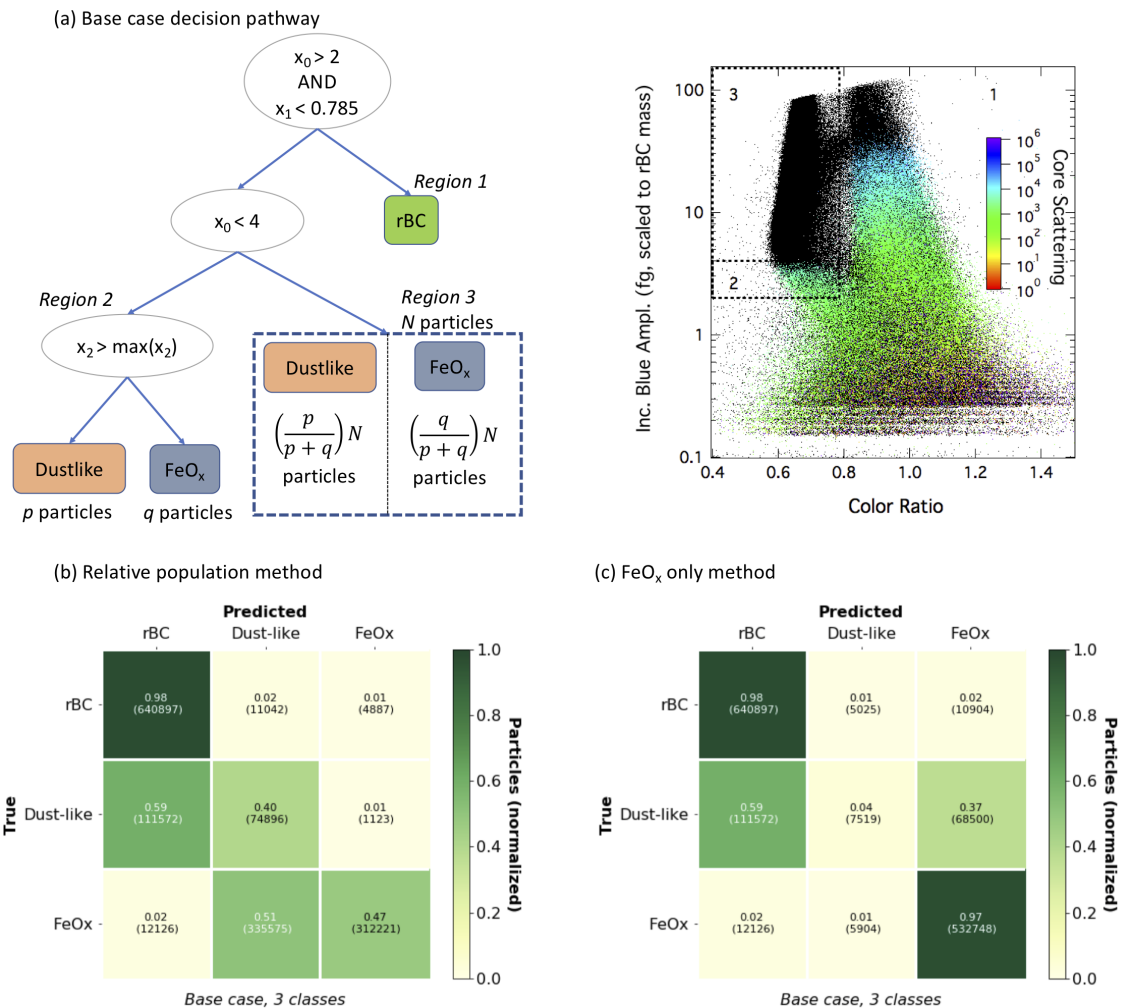 (a) Base case decision pathway
x₀ > 2
AND
x₁ < 0.785
Region 1
rBC
x₀ < 4
Region 2
x₂ > max(x₂)
Region 3
N particles
Dustlike
FeOₓ
(p/(p + q)) N
particles
(q/(p + q)) N
particles
Dustlike
FeOₓ
p particles
q particles
Inc. Blue Ampl. (fg, scaled to rBC mass)
100
10
1
0.1
0.4 0.6 0.8 1.0 1.2 1.4
Color Ratio
3
1
2
10⁶
10⁵
10⁴
10³
10²
10¹
10⁰
Core Scattering
(b) Relative population method
Predicted
rBC Dust-like FeOx
True
rBC
0.98 0.02 0.01
(640897) (11042) (4887)
Dust-like
0.59 0.40 0.01
(111572) (74896) (1123)
FeOx
0.02 0.51 0.47
(12126) (335575) (312221)
1.0
0.8
0.6
0.4
0.2
0.0
Particles (normalized)
Base case, 3 classes
(c) FeOₓ only method
Predicted
rBC Dust-like FeOx
True
rBC
0.98 0.01 0.02
(640897) (5025) (10904)
Dust-like
0.59 0.04 0.37
(111572) (7519) (68500)
FeOx
0.02 0.01 0.97
(12126) (5904) (532748)
1.0
0.8
0.6
0.4
0.2
0.0
Particles (normalized)
Base case, 3 classes